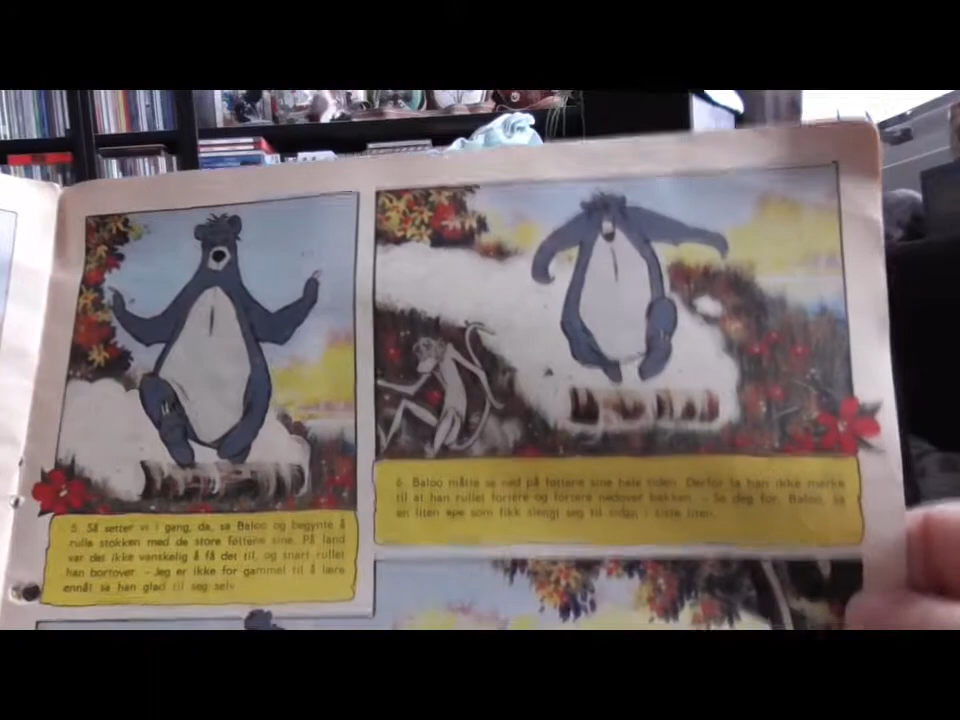 5. Så setter vi i gang, da, sa Baloo og begynte å
rulle stokken med de store føttene sine. På land
var det ikke vanskelig å få det til, og snart rullet
han bortover. – Jeg er ikke for gammel til å lære
ennå! sa han glad til seg selv.
6. Baloo måtte se ned på føttene sine hele tiden. Derfor la han ikke merke
til at han rullet fortere og fortere nedover bakken. – Se deg for, Baloo, sa
en liten ape som fikk slengt seg til siden i siste liten.